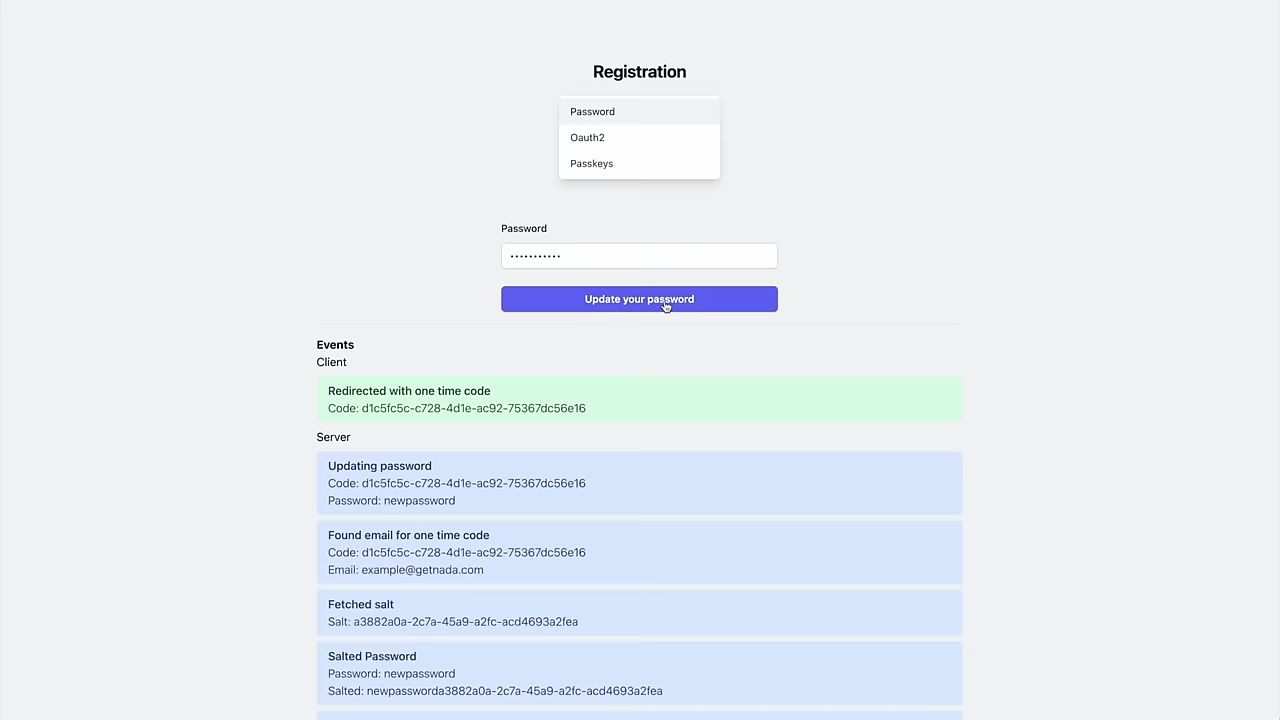 Registration
Password
Oauth2
Passkeys
Password
•••••••••••
Update your password
Events
Client
Redirected with one time code
Code: d1c5fc5c-c728-4d1e-ac92-75367dc56e16
Server
Updating password
Code: d1c5fc5c-c728-4d1e-ac92-75367dc56e16
Password: newpassword
Found email for one time code
Code: d1c5fc5c-c728-4d1e-ac92-75367dc56e16
Email: example@getnada.com
Fetched salt
Salt: a3882a0a-2c7a-45a9-a2fc-acd4693a2fea
Salted Password
Password: newpassword
Salted: newpassworda3882a0a-2c7a-45a9-a2fc-acd4693a2fea